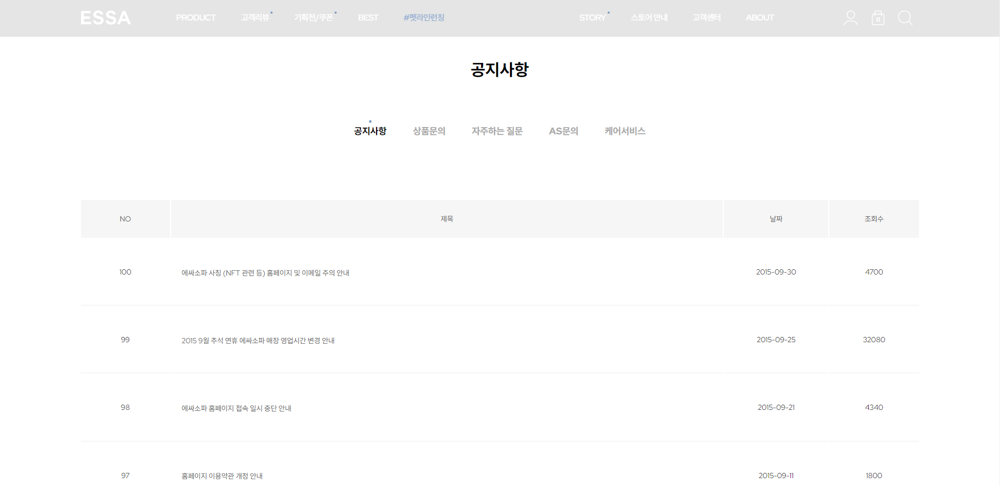 ESSA PRODUCT 고객리뷰 기획전/쿠폰 BEST #펫라인런칭 STORY 스토어 안내 고객센터 ABOUT 0
공지사항
공지사항 상품문의 자주하는 질문 AS문의 케어서비스
NO 제목 날짜 조회수
100 에싸소파 사칭 (NFT 관련 등) 홈페이지 및 이메일 주의 안내 2015-09-30 4700
99 2015 9월 추석 연휴 에싸소파 매장 영업시간 변경 안내 2015-09-25 32080
98 에싸소파 홈페이지 접속 일시 중단 안내 2015-09-21 4340
97 홈페이지 이용약관 개정 안내 2015-09-11 1800